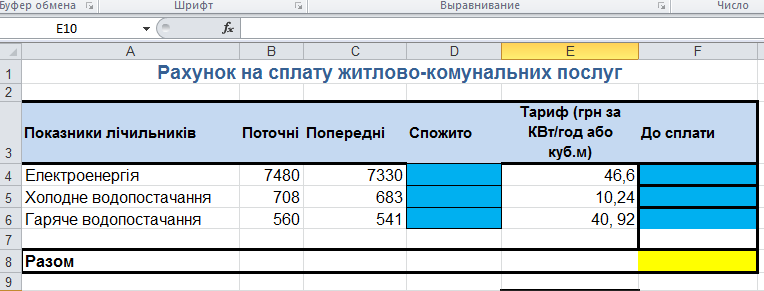 Буфер обмена Шрифт Выравнивание Число
E10 fx
A B C D E F
1 Рахунок на сплату житлово-комунальних послуг
2
3 Показники лічильників Поточні Попередні Спожито Тариф (грн за КВт/год або куб.м) До сплати
4 Епектроенергія 7480 7330 46,6
5 Холодне водопостачання 708 683 10,24
6 Гаряче водопостачання 560 541 40, 92
7
8 Разом
9